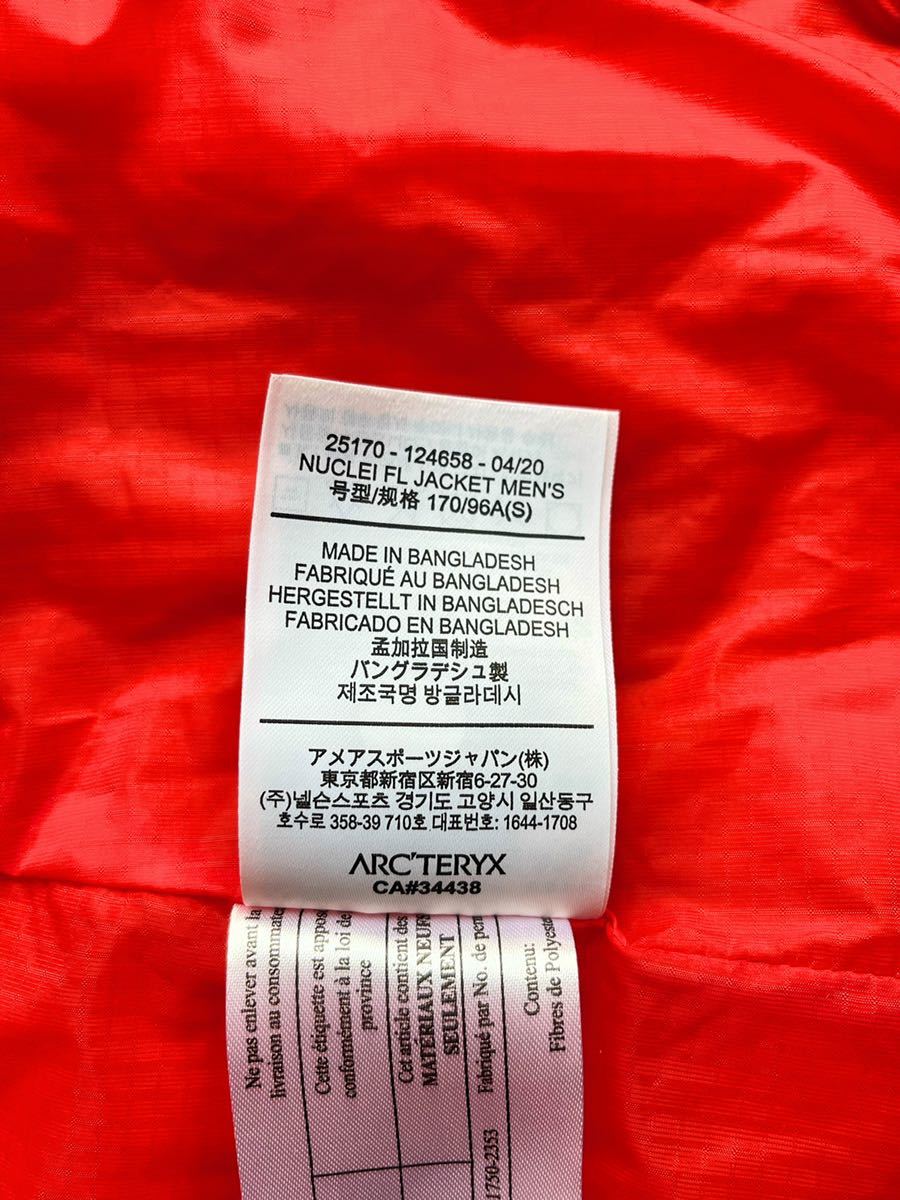 25170 - 124658 - 04/20
NUCLEI FL JACKET MEN'S
号型/规格 170/96A(S)
MADE IN BANGLADESH
FABRIQUÉ AU BANGLADESH
HERGESTELLT IN BANGLADESCH
FABRICADO EN BANGLADESH
孟加拉国制造
バングラデシュ製
제조국명 방글라데시
アメアスポーツジャパン(株)
東京都新宿区新宿6-27-30
(주)넬슨스포츠 경기도 고양시 일산동구
호수로 358-39 710호 대표번호: 1644-1708
ARC'TERYX
CA#34438
Ne pas enlever avant la
livraison au consommate
Cette étiquette est appos
conformément à la loi de
province
Cet article contient des
MATÉRIAUX NEUFS
SEULEMENT
Fabriqué par No. de perm
1750-2353
Contenu:
Fibres de Polyeste